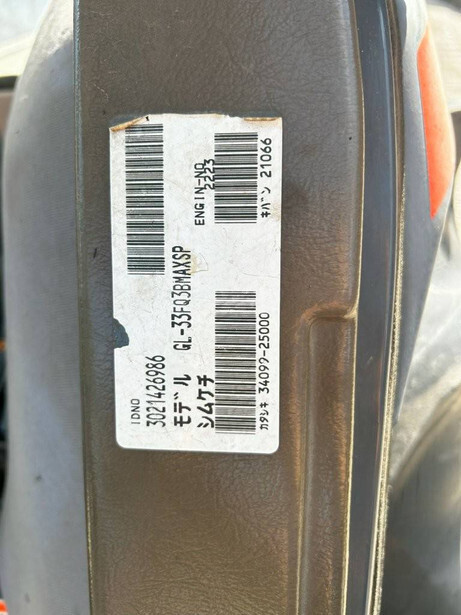 IDNO
3021426986
モデル GL-33FQ3BMAXSP
シムケチ
ENGIN-NO
2223
カタシキ 34099-25000
キバン 21066